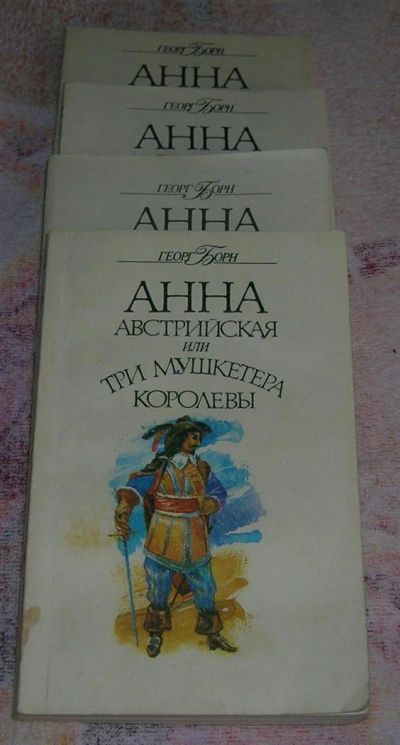 ГЕОРГ БОРН
АННА
ГЕОРГ БОРН
АННА
ГЕОРГ БОРН
АННА
ГЕОРГ БОРН
АННА
АВСТРИЙСКАЯ
ИЛИ
ТРИ МУШКЕТЕРА
КОРОЛЕВЫ